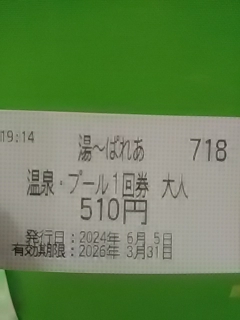 19:14 湯～ぱれあ 718
温泉・プール1回券 大人
510円
発行日：2024年 6月 5日
有効期限：2026年 3月31日